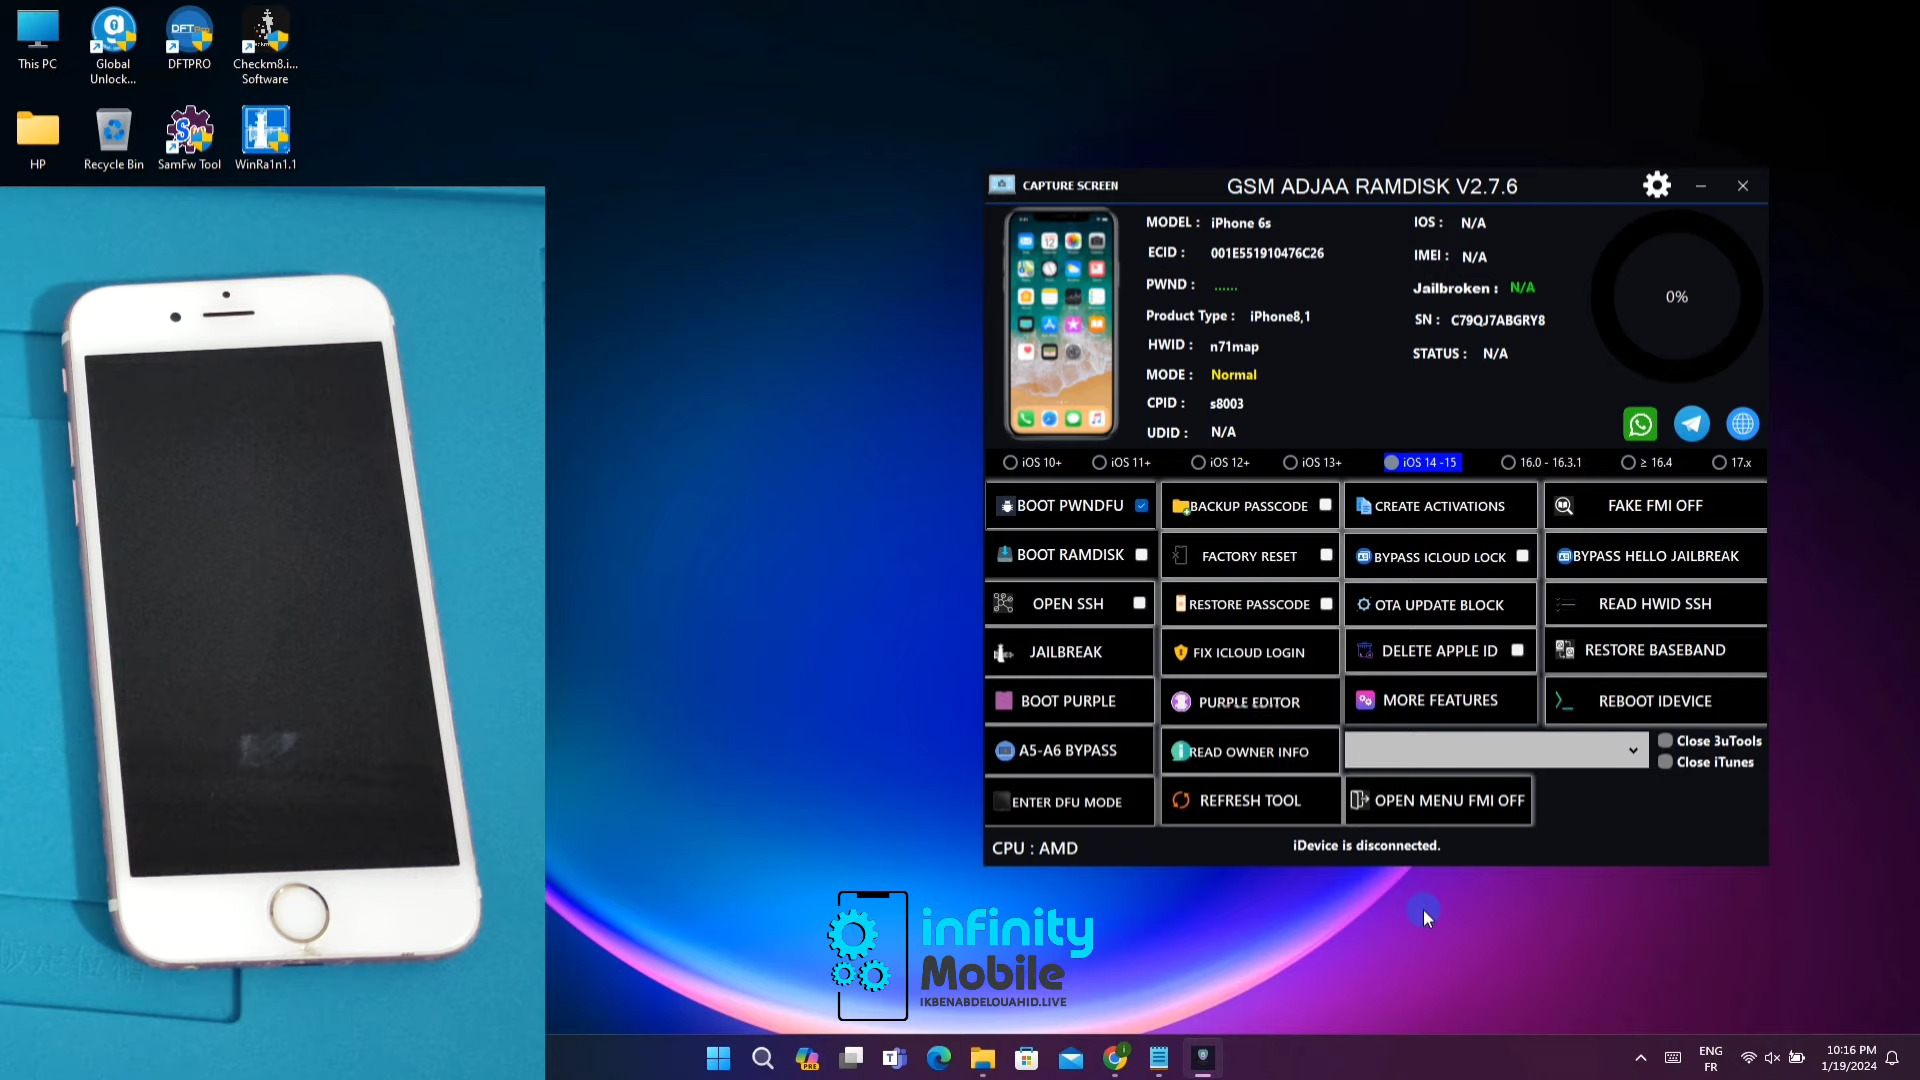 This PC
Global
Unlock...
DFTPRO
Checkm8.i...
Software
HP
Recycle Bin
SamFw Tool
WinRa1n1.1
CAPTURE SCREEN
GSM ADJAA RAMDISK V2.7.6
MODEL : iPhone 6s
ECID : 001E551910476C26
PWND : ......
Product Type : iPhone8,1
HWID : n71map
MODE : Normal
CPID : s8003
UDID : N/A
IOS : N/A
IMEI : N/A
Jailbroken : N/A
SN : C79QJ7ABGRY8
STATUS : N/A
0%
iOS 10+ iOS 11+ iOS 12+ iOS 13+ iOS 14 -15 16.0 - 16.3.1 ≥ 16.4 17.x
BOOT PWNDFU BACKUP PASSCODE CREATE ACTIVATIONS FAKE FMI OFF
BOOT RAMDISK FACTORY RESET BYPASS ICLOUD LOCK BYPASS HELLO JAILBREAK
OPEN SSH RESTORE PASSCODE OTA UPDATE BLOCK READ HWID SSH
JAILBREAK FIX ICLOUD LOGIN DELETE APPLE ID RESTORE BASEBAND
BOOT PURPLE PURPLE EDITOR MORE FEATURES REBOOT IDEVICE
A5-A6 BYPASS READ OWNER INFO Close 3uTools
Close iTunes
ENTER DFU MODE REFRESH TOOL OPEN MENU FMI OFF
CPU : AMD iDevice is disconnected.
infinity
Mobile
IKBENABDELOUAHID.LIVE
ENG
FR
10:16 PM
1/19/2024